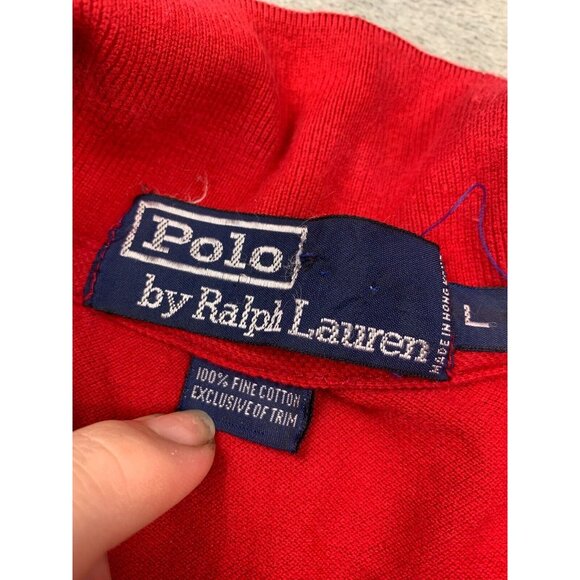 Polo
by Ralph Lauren
MADE IN HONG KONG
L
100% FINE COTTON
EXCLUSIVE OF TRIM